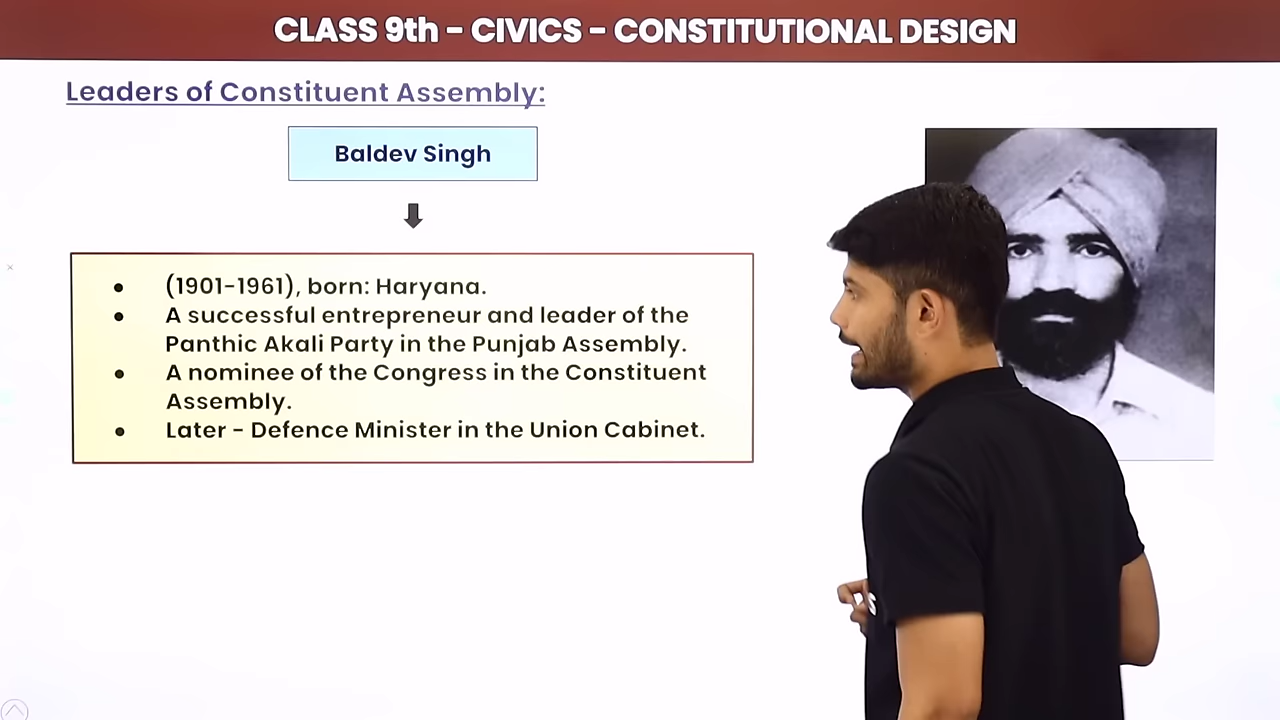 CLASS 9th – CIVICS – CONSTITUTIONAL DESIGN
Leaders of Constituent Assembly:
Baldev Singh
• (1901-1961), born: Haryana.
• A successful entrepreneur and leader of the
Panthic Akali Party in the Punjab Assembly.
• A nominee of the Congress in the Constituent
Assembly.
• Later - Defence Minister in the Union Cabinet.